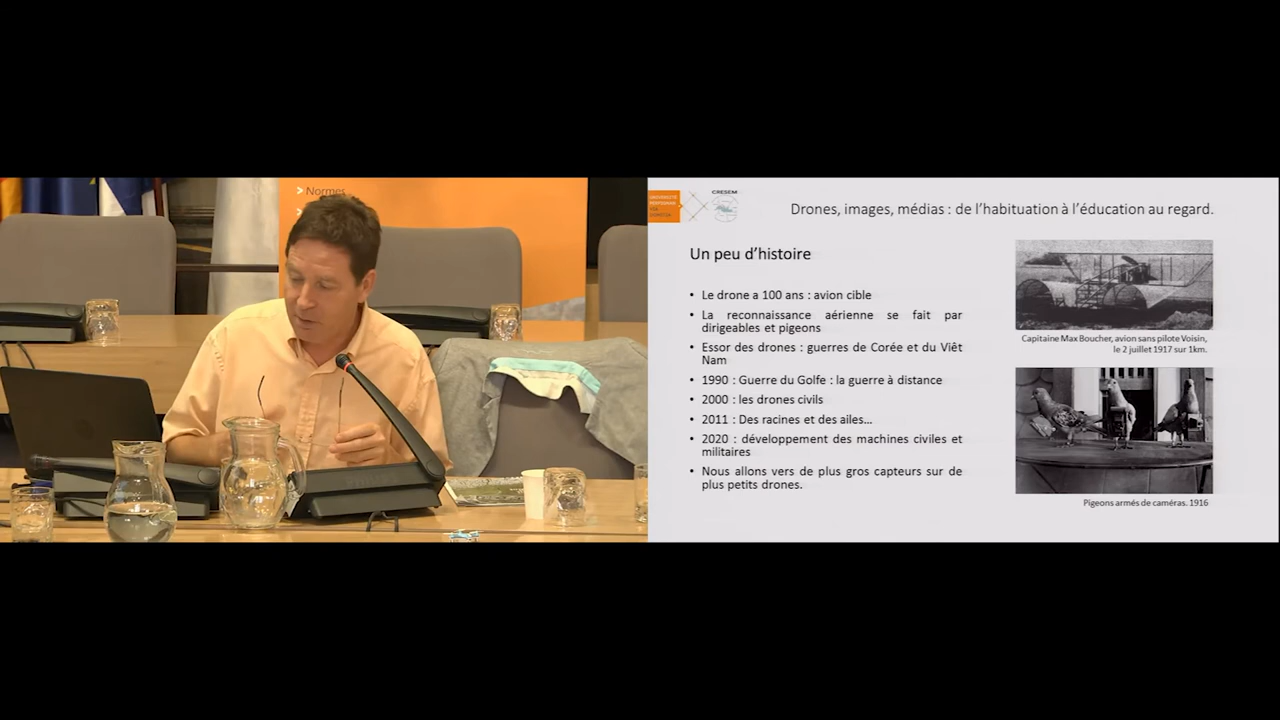 > Normes
UNIVERSITÉ
PERPIGNAN
VIA
DOMITIA
CRESEM
Drones, images, médias : de l'habituation à l'éducation au regard.
Un peu d'histoire
• Le drone a 100 ans : avion cible
• La reconnaissance aérienne se fait par
dirigeables et pigeons
• Essor des drones : guerres de Corée et du Viêt
Nam
• 1990 : Guerre du Golfe : la guerre à distance
• 2000 : les drones civils
• 2011 : Des racines et des ailes...
• 2020 : développement des machines civiles et
militaires
• Nous allons vers de plus gros capteurs sur de
plus petits drones.
Capitaine Max Boucher, avion sans pilote Voisin,
le 2 juillet 1917 sur 1km.
Pigeons armés de caméras. 1916